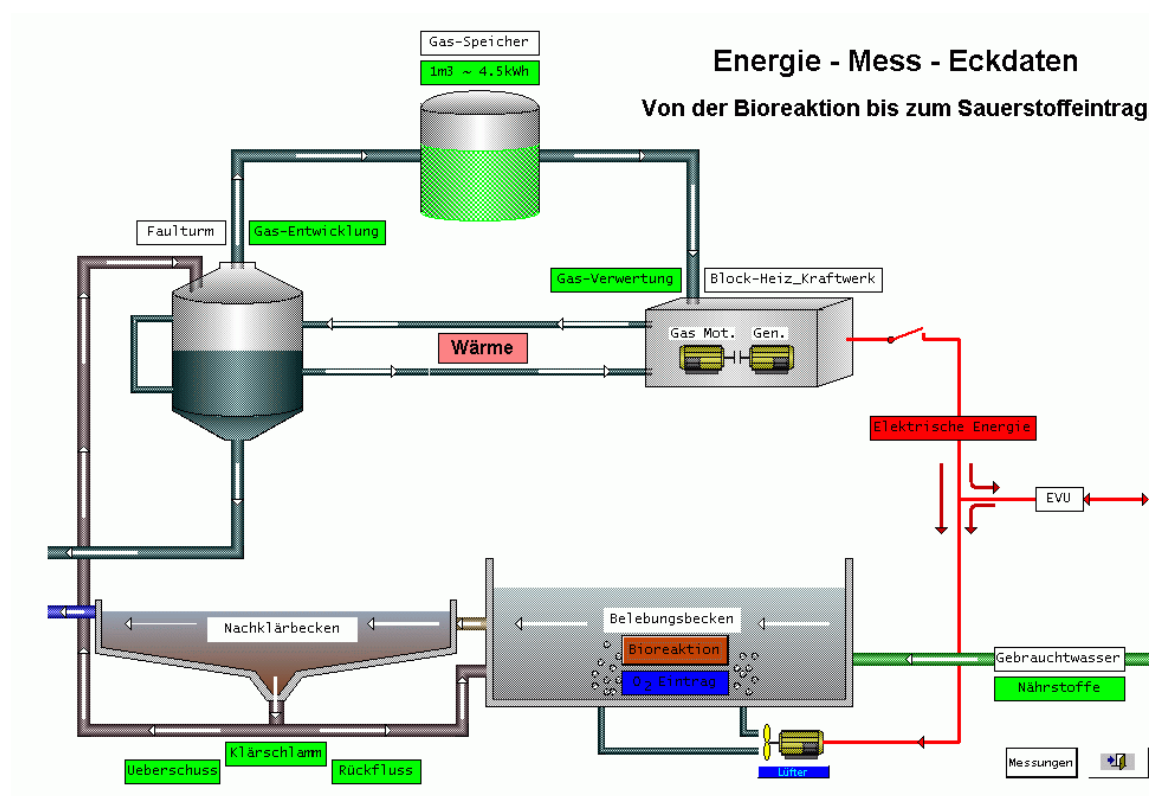 Gas-Speicher
1m3 ~ 4.5kWh
Energie - Mess - Eckdaten
Von der Bioreaktion bis zum Sauerstoffeintrag
Faulturm
Gas-Entwicklung
Gas-Verwertung
Block-Heiz_Kraftwerk
Gas Mot.
Gen.
Wärme
Elektrische Energie
EVU
Belebungsbecken
Nachklärbecken
Bioreaktion
O2 Eintrag
Gebrauchtwasser
Nährstoffe
Klärschlamm
Ueberschuss
Rückfluss
Lüfter
Messungen